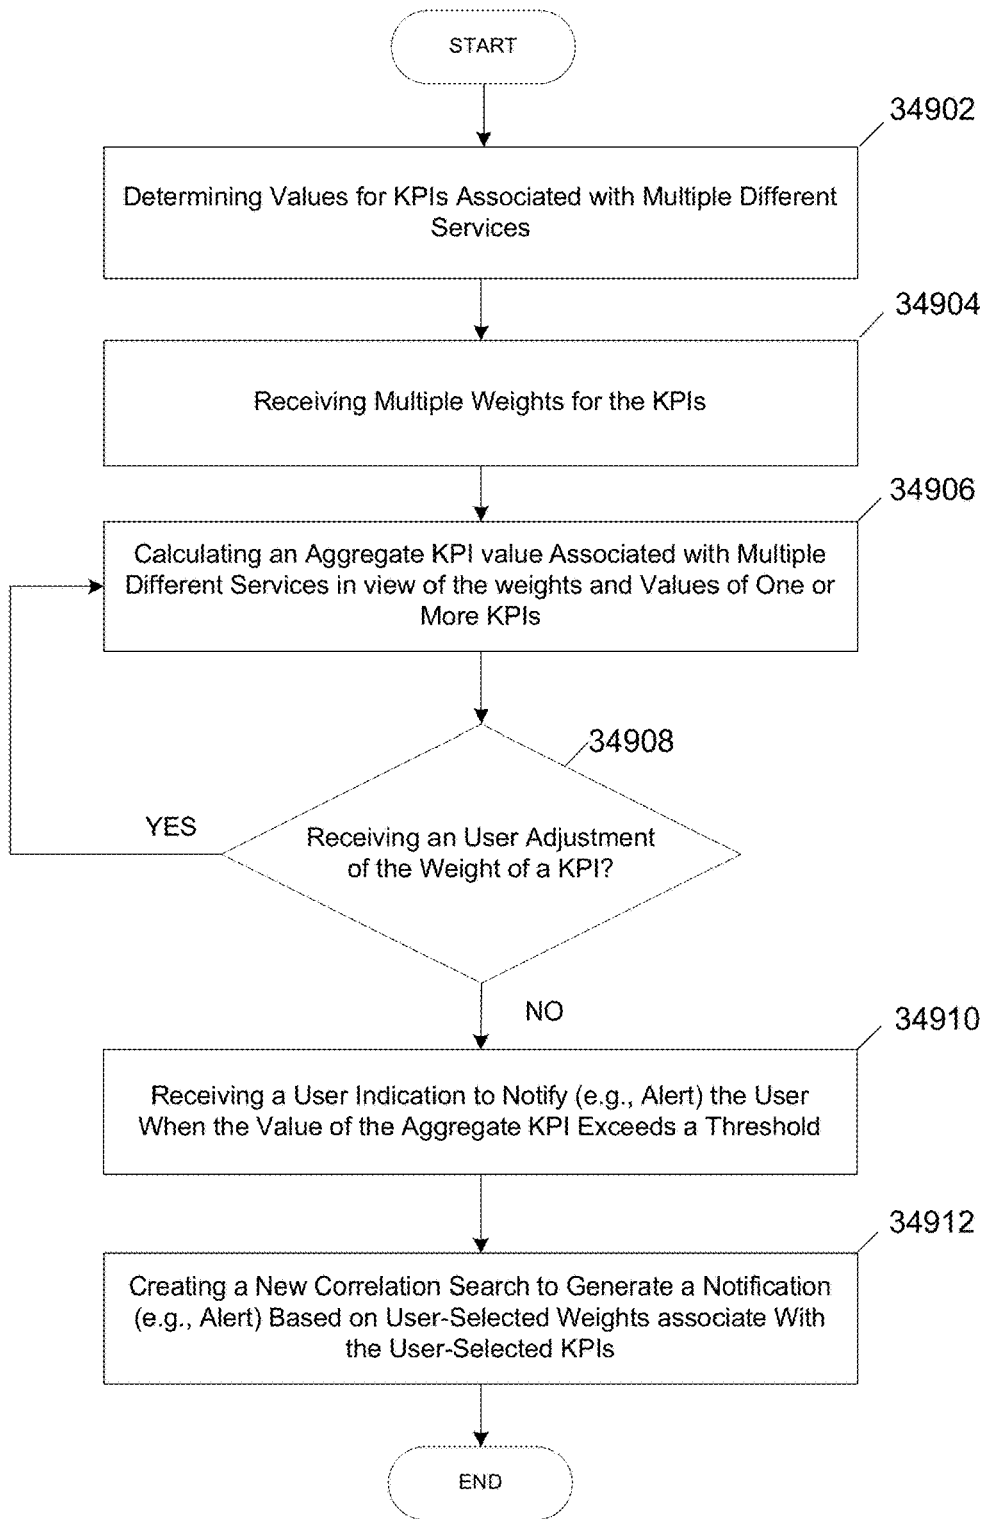 START
34902
Determining Values for KPIs Associated with Multiple Different
Services
34904
Receiving Multiple Weights for the KPIs
34906
Calculating an Aggregate KPI value Associated with Multiple
Different Services in view of the weights and Values of One or
More KPIs
34908
YES
Receiving an User Adjustment
of the Weight of a KPI?
NO
34910
Receiving a User Indication to Notify (e.g., Alert) the User
When the Value of the Aggregate KPI Exceeds a Threshold
34912
Creating a New Correlation Search to Generate a Notification
(e.g., Alert) Based on User-Selected Weights associate With
the User-Selected KPIs
END